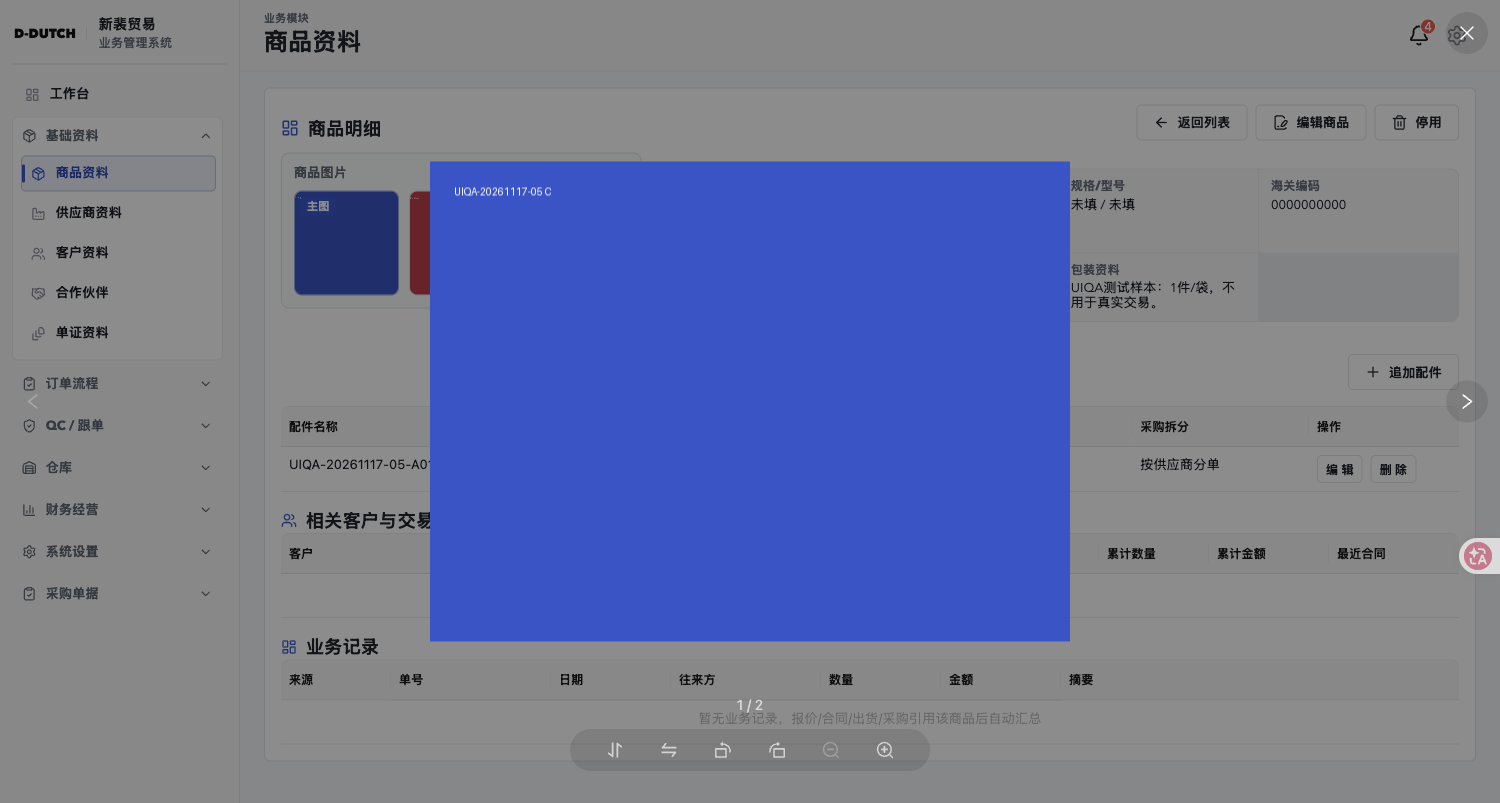 D-DUTCH
新裴贸易
业务管理系统
工作台
基础资料
商品资料
供应商资料
客户资料
合作伙伴
单证资料
订单流程
QC / 跟单
仓库
财务经营
系统设置
采购单据
业务模块
商品资料
4
商品明细
返回列表
编辑商品
停用
商品图片
主图
UIQA-20261117-05 C
规格/型号
未填 / 未填
海关编码
0000000000
包装资料
UIQA测试样本：1件/袋，不
用于真实交易。
追加配件
配件名称
采购拆分
操作
UIQA-20261117-05-A01
按供应商分单
编 辑
删 除
相关客户与交易
客户
累计数量
累计金额
最近合同
业务记录
来源
单号
日期
往来方
数量
金额
摘要
1 / 2
暂无业务记录，报价/合同/出货/采购引用该商品后自动汇总